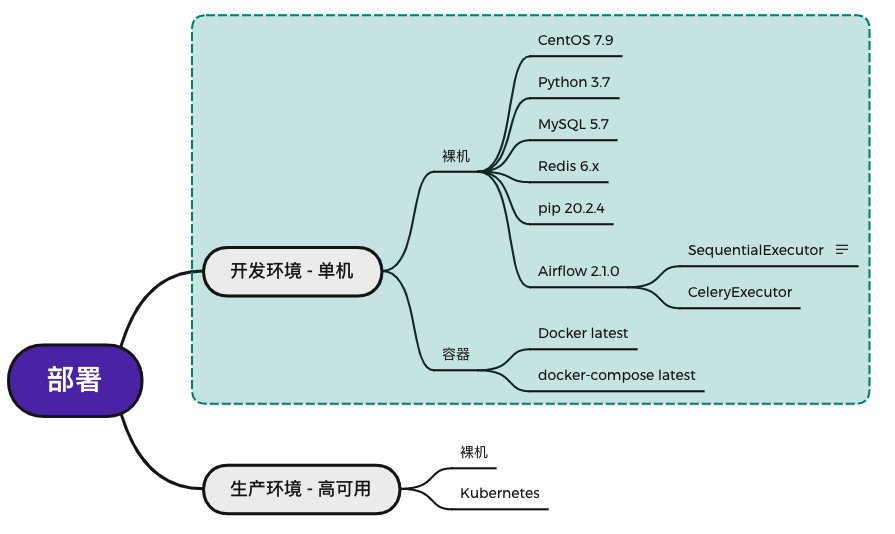 部署
开发环境 - 单机
裸机
CentOS 7.9
Python 3.7
MySQL 5.7
Redis 6.x
pip 20.2.4
Airflow 2.1.0
SequentialExecutor
CeleryExecutor
容器
Docker latest
docker-compose latest
生产环境 - 高可用
裸机
Kubernetes